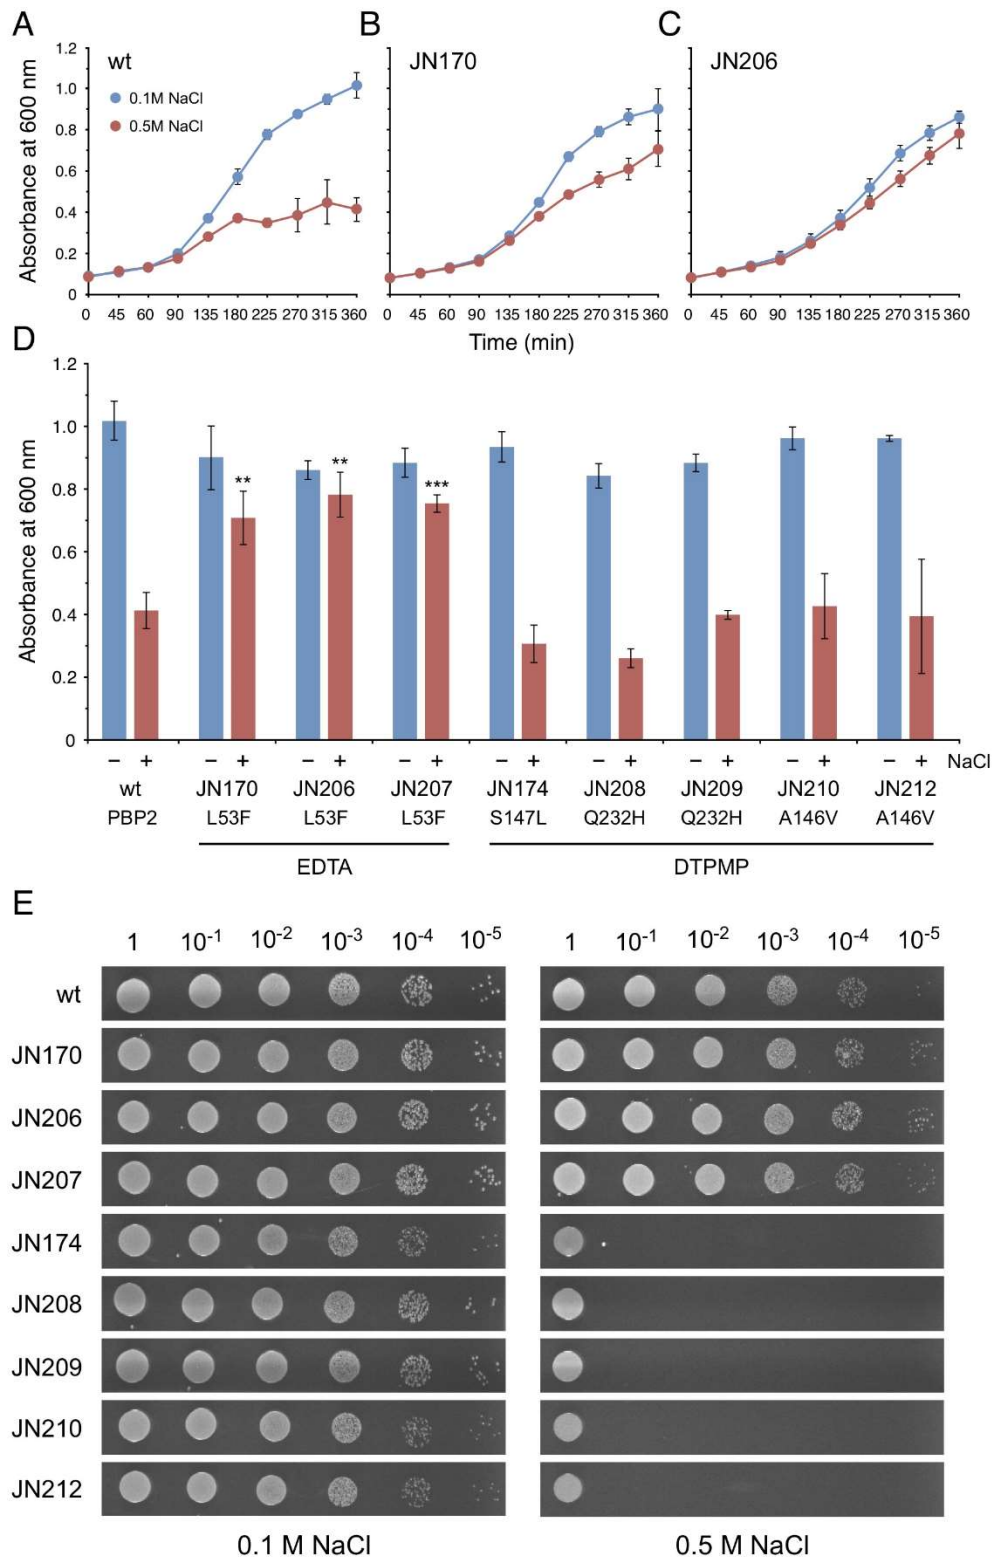 A B C
wt JN170 JN206
0.1M NaCl
0.5M NaCl
Absorbance at 600 nm
1.2
1.0
0.8
0.6
0.4
0.2
0
0 45 60 90 135 180 225 270 315 360
0 45 60 90 135 180 225 270 315 360
0 45 60 90 135 180 225 270 315 360
Time (min)
D
Absorbance at 600 nm
1.2
1.0
0.8
0.6
0.4
0.2
0
** ** ***
− + − + − + − + − + − + − + − + − + NaCl
wt JN170 JN206 JN207 JN174 JN208 JN209 JN210 JN212
PBP2 L53F L53F L53F S147L Q232H Q232H A146V A146V
EDTA DTPMP
E
1 10⁻¹ 10⁻² 10⁻³ 10⁻⁴ 10⁻⁵ 1 10⁻¹ 10⁻² 10⁻³ 10⁻⁴ 10⁻⁵
wt
JN170
JN206
JN207
JN174
JN208
JN209
JN210
JN212
0.1 M NaCl 0.5 M NaCl